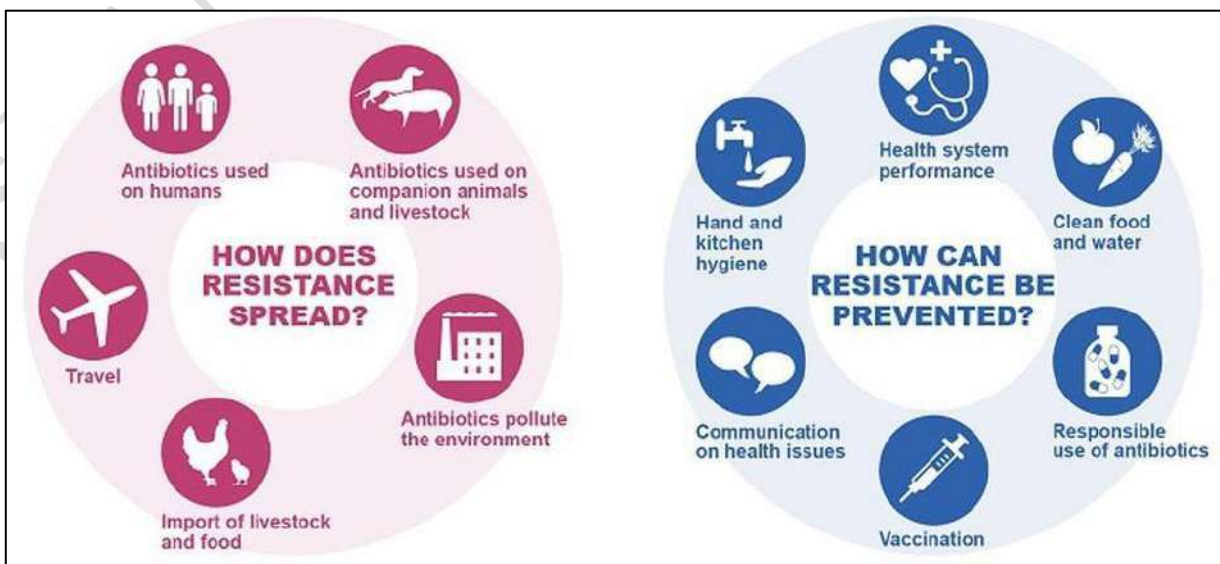 Antibiotics used
on humans
Antibiotics used on
companion animals
and livestock
HOW DOES
RESISTANCE
SPREAD?
Travel
Antibiotics pollute
the environment
Import of livestock
and food
Health system
performance
Hand and
kitchen
hygiene
Clean food
and water
HOW CAN
RESISTANCE BE
PREVENTED?
Communication
on health issues
Responsible
use of antibiotics
Vaccination